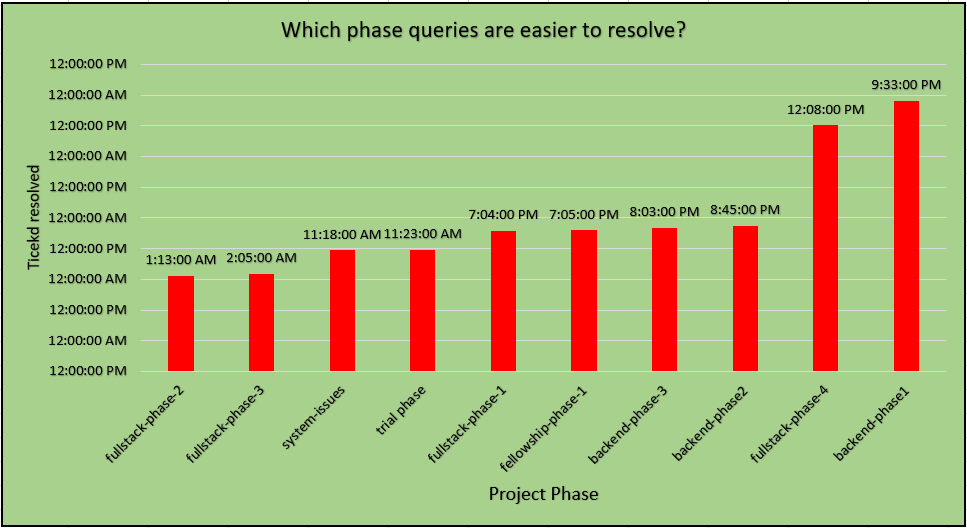 Which phase queries are easier to resolve?
Ticekd resolved
12:00:00 PM
12:00:00 AM
12:00:00 PM
12:00:00 AM
12:00:00 PM
12:00:00 AM
12:00:00 PM
12:00:00 AM
12:00:00 PM
12:00:00 AM
12:00:00 PM
1:13:00 AM
2:05:00 AM
11:18:00 AM
11:23:00 AM
7:04:00 PM
7:05:00 PM
8:03:00 PM
8:45:00 PM
12:08:00 PM
9:33:00 PM
fullstack-phase-2
fullstack-phase-3
system-issues
trial phase
fullstack-phase-1
fellowship-phase-1
backend-phase-3
backend-phase2
fullstack-phase-4
backend-phase1
Project Phase